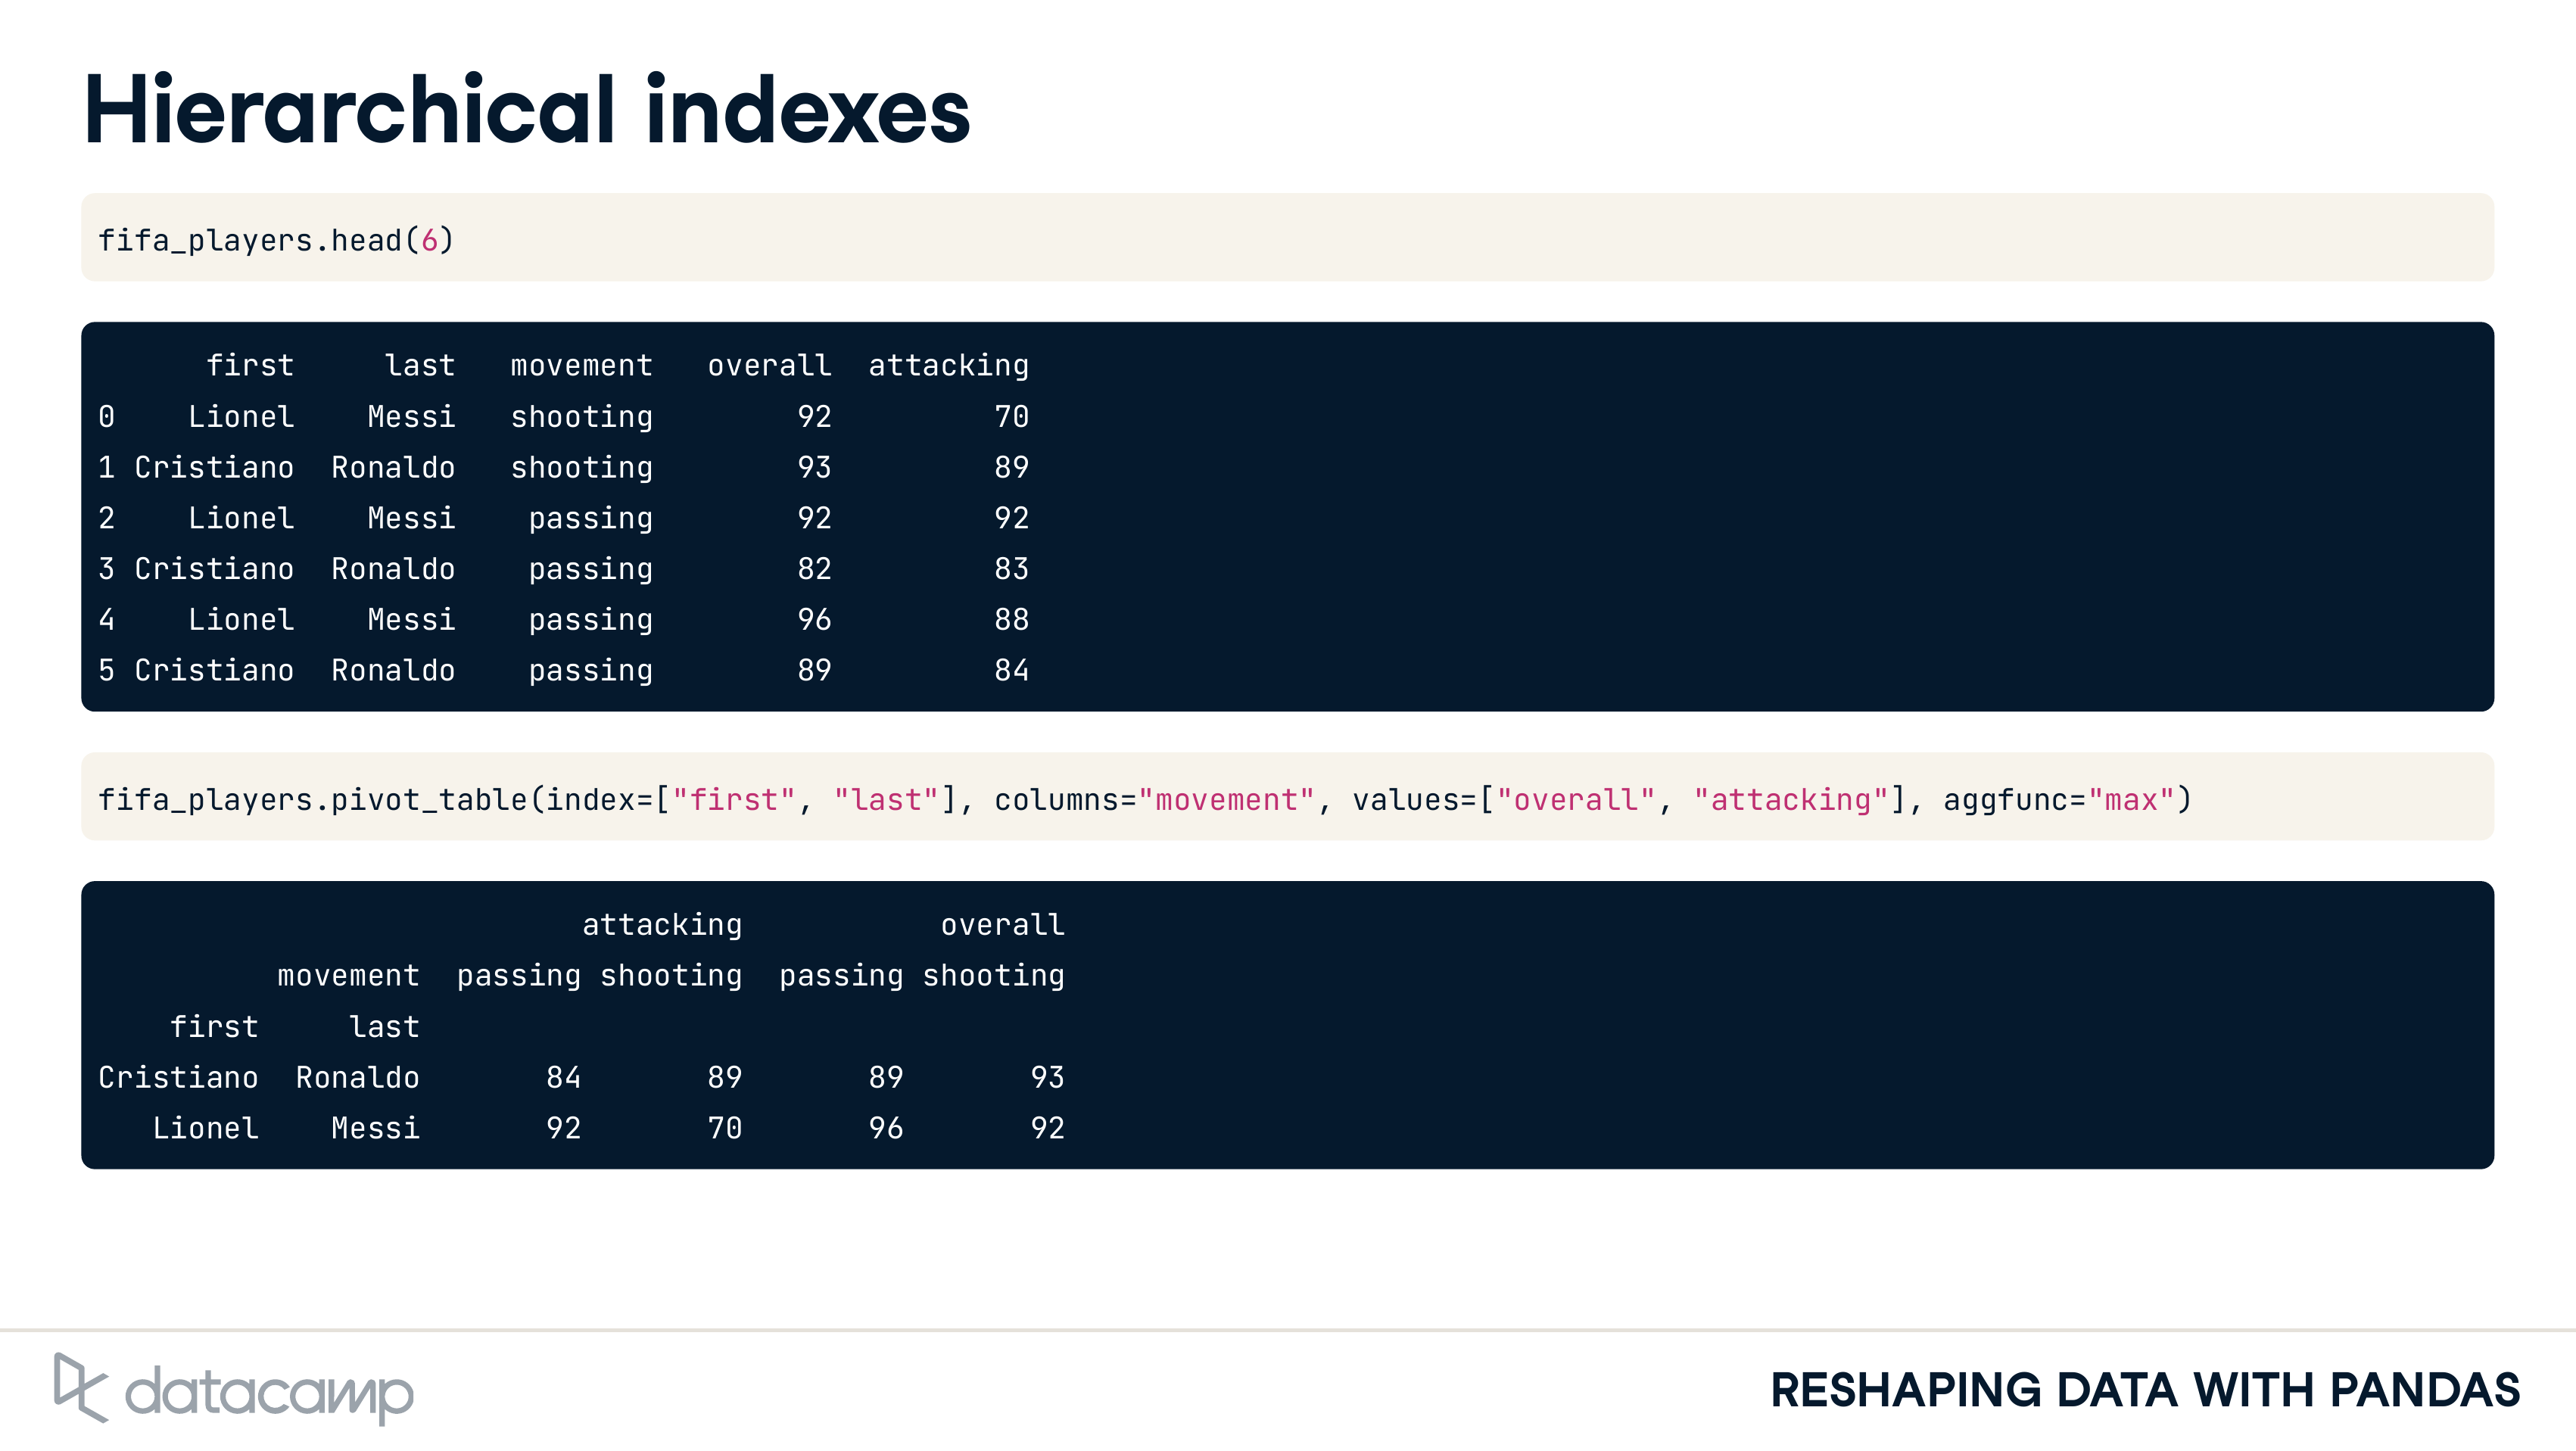 Hierarchical indexes
fifa_players.head(6)
first last movement overall attacking
0 Lionel Messi shooting 92 70
1 Cristiano Ronaldo shooting 93 89
2 Lionel Messi passing 92 92
3 Cristiano Ronaldo passing 82 83
4 Lionel Messi passing 96 88
5 Cristiano Ronaldo passing 89 84
fifa_players.pivot_table(index=["first", "last"], columns="movement", values=["overall", "attacking"], aggfunc="max")
attacking overall
movement passing shooting passing shooting
first last
Cristiano Ronaldo 84 89 89 93
Lionel Messi 92 70 96 92
datacamp
RESHAPING DATA WITH PANDAS